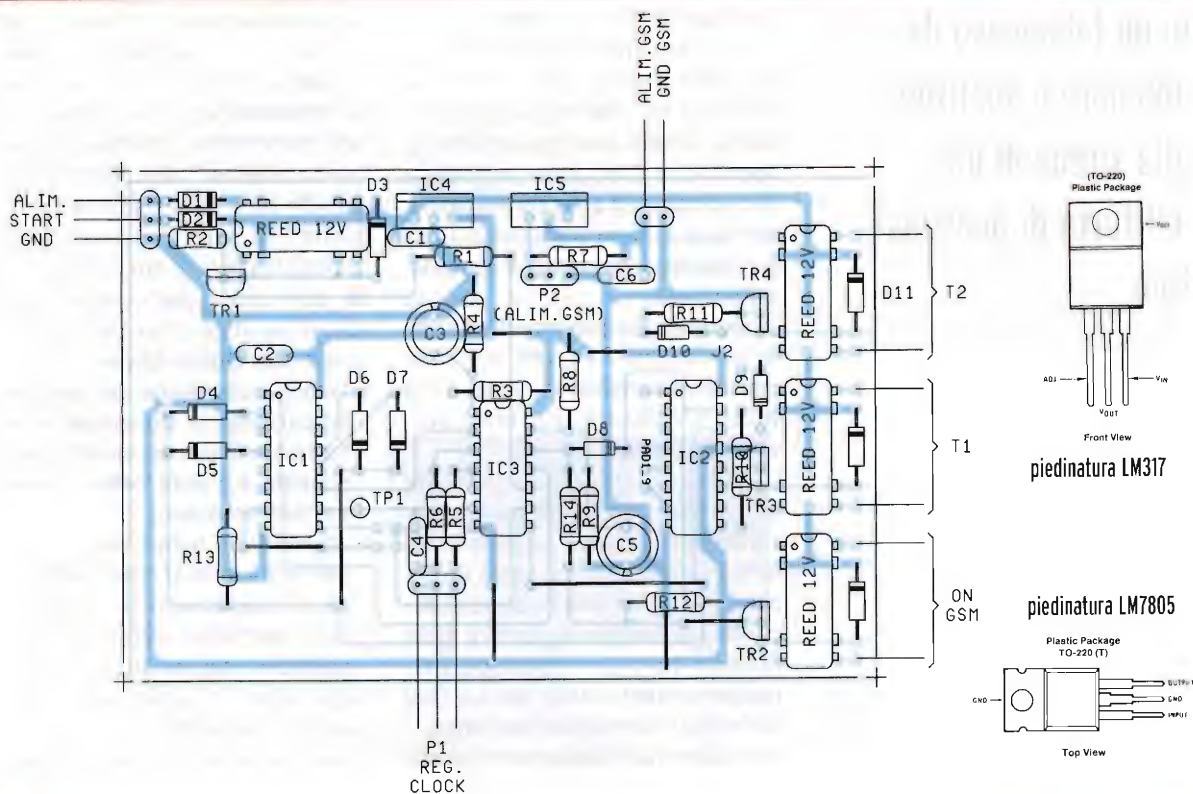 ALIM.GSM
GND GSM
ALIM.
START
GND
D1
D2
R2
REED 12V
D3
IC4
IC5
C1
R1
R7
C6
TR1
P2
(ALIM.GSM)
C3
R4
R11
TR4
REED 12V
D11
T2
D10
J2
C2
D6
D7
R3
R8
D9
D4
D5
IC1
IC3
D8
IC2
R10
TR3
REED 12V
T1
TP1
R6
R5
R14
R9
C4
C5
R13
R12
TR2
REED 12V
ON
GSM
P1
REG.
CLOCK
(TO-220)
Plastic Package
ADJ
VOUT
VIN
Front View
piedinatura LM317
piedinatura LM7805
Plastic Package
TO-220 (T)
GND
OUTPUT
GND
INPUT
Top View